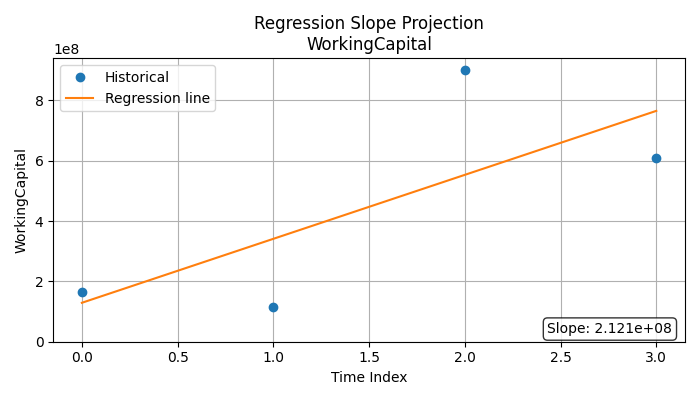 Regression Slope Projection
WorkingCapital
1e8
Historical
Regression line
8
6
4
2
0
WorkingCapital
Slope: 2.121e+08
0.0 0.5 1.0 1.5 2.0 2.5 3.0
Time Index